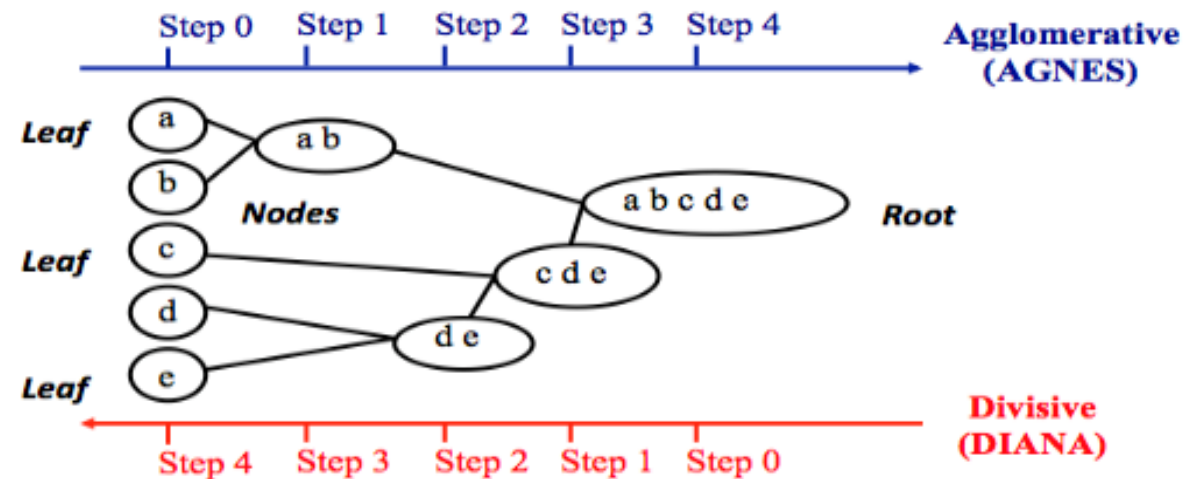 Step 0 Step 1 Step 2 Step 3 Step 4
Agglomerative
(AGNES)
Leaf
a
a b
b
a b c d e
Nodes
Root
Leaf
c
c d e
d
d e
e
Leaf
Divisive
(DIANA)
Step 4 Step 3 Step 2 Step 1 Step 0